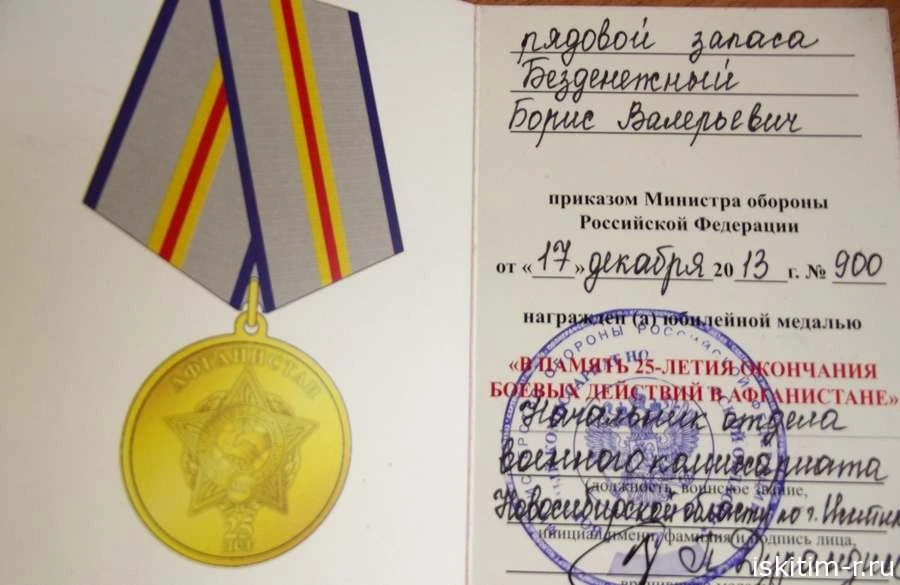 АФГАНИСТАН
25
ЛЕТ
рядовой запаса
Безденежный
Борис Валерьевич
приказом Министра обороны
Российской Федерации
от «17» декабря 2013 г. № 900
награжден (а) юбилейной медалью
«В ПАМЯТЬ 25-ЛЕТИЯ ОКОНЧАНИЯ
БОЕВЫХ ДЕЙСТВИЙ В АФГАНИСТАНЕ»
Начальник отдела
военного комиссариата
(должность, воинское звание,
Новосибирской области по г.
инициал имени, фамилия и подпись лица,
iskitim-r.ru